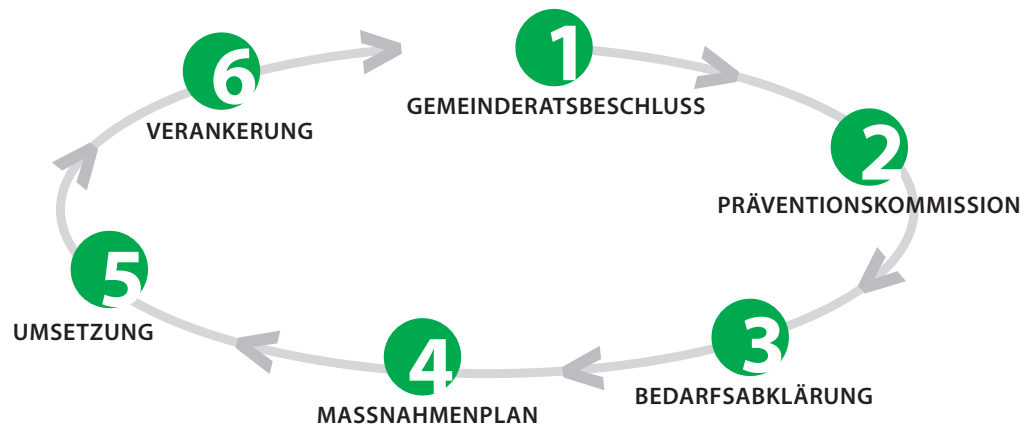 1
GEMEINDERATSBESCHLUSS
2
PRÄVENTIONSKOMMISSION
3
BEDARFSABKLÄRUNG
4
MASSNAHMENPLAN
5
UMSETZUNG
6
VERANKERUNG